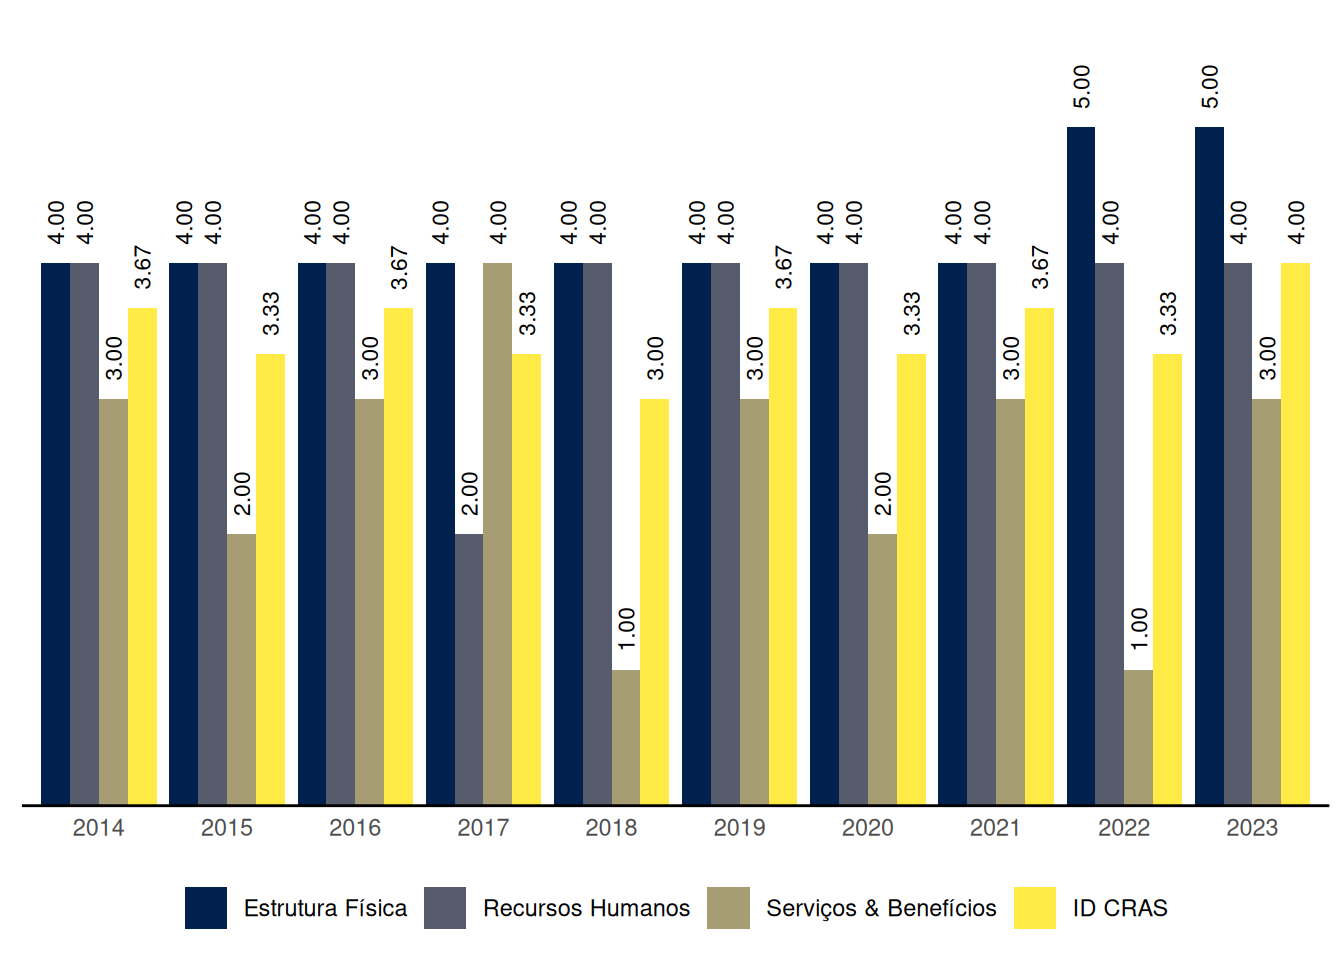 5.00 5.00
4.00 4.00 4.00 4.00 4.00 4.00 4.00 4.00 4.00 4.00 4.00 4.00 4.00 4.00 4.00 4.00 4.00 4.00 4.00
3.67 3.67 3.67 3.67
3.33 3.33 3.33 3.33
3.00 3.00 3.00 3.00 3.00 3.00
2.00 2.00 2.00
1.00 1.00
2014 2015 2016 2017 2018 2019 2020 2021 2022 2023
Estrutura Física Recursos Humanos Serviços & Benefícios ID CRAS